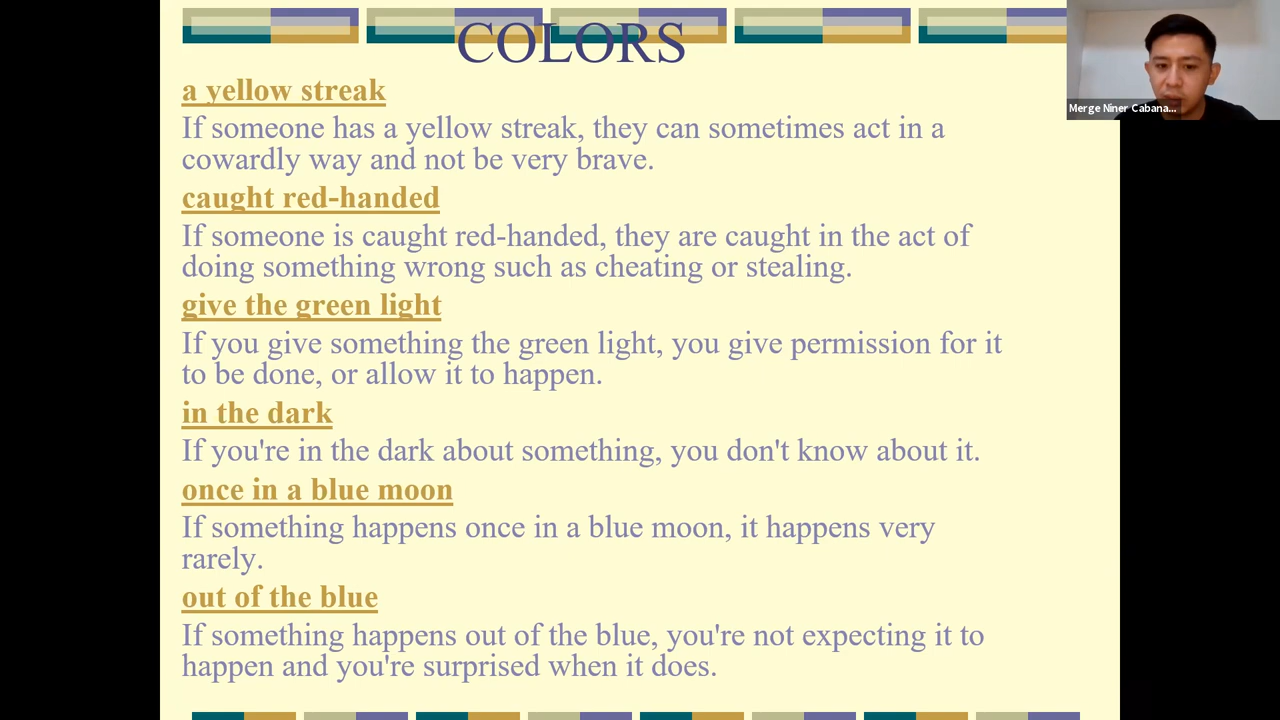 COLORS
a yellow streak
If someone has a yellow streak, they can sometimes act in a
cowardly way and not be very brave.
caught red-handed
If someone is caught red-handed, they are caught in the act of
doing something wrong such as cheating or stealing.
give the green light
If you give something the green light, you give permission for it
to be done, or allow it to happen.
in the dark
If you're in the dark about something, you don't know about it.
once in a blue moon
If something happens once in a blue moon, it happens very
rarely.
out of the blue
If something happens out of the blue, you're not expecting it to
happen and you're surprised when it does.
Merge Niner Cabana...